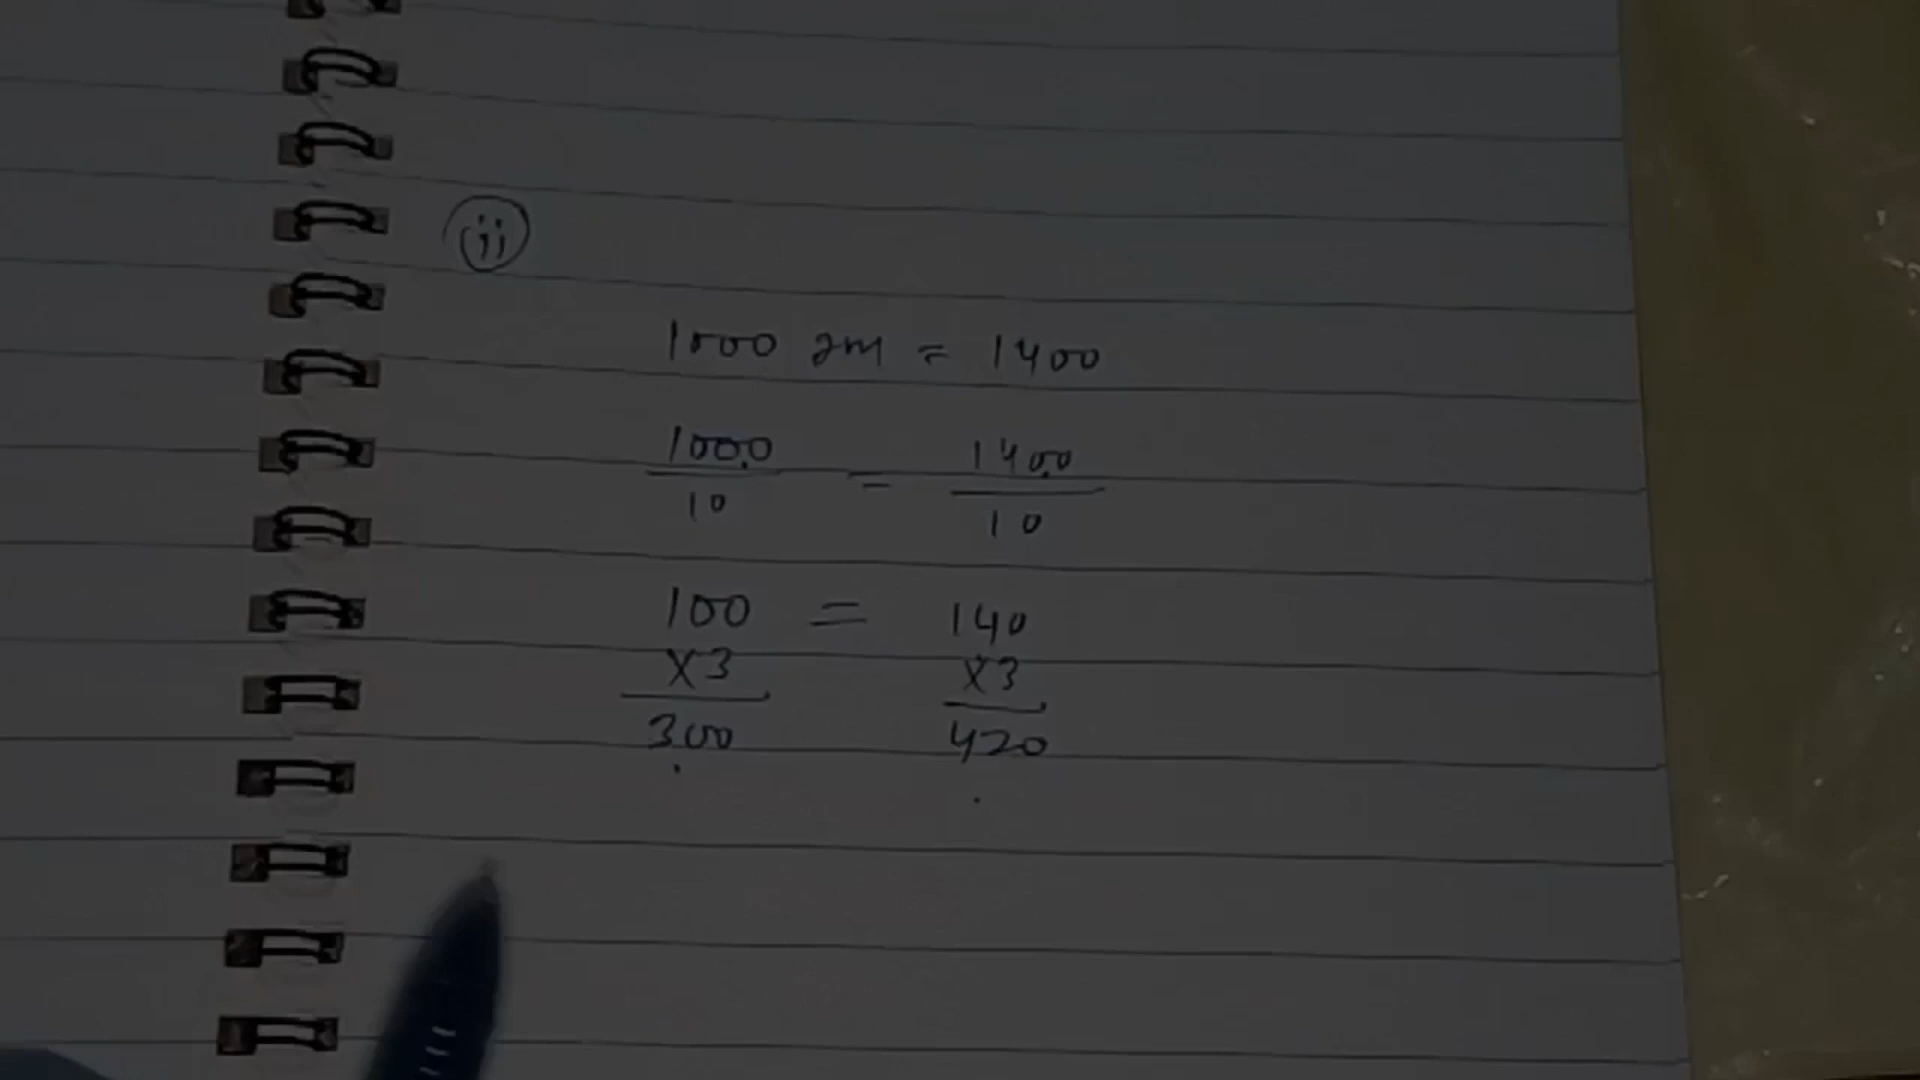 (ii)
1000 gm = 1400
1000/10 = 1400/10
100 = 140
X3 X3
300 420